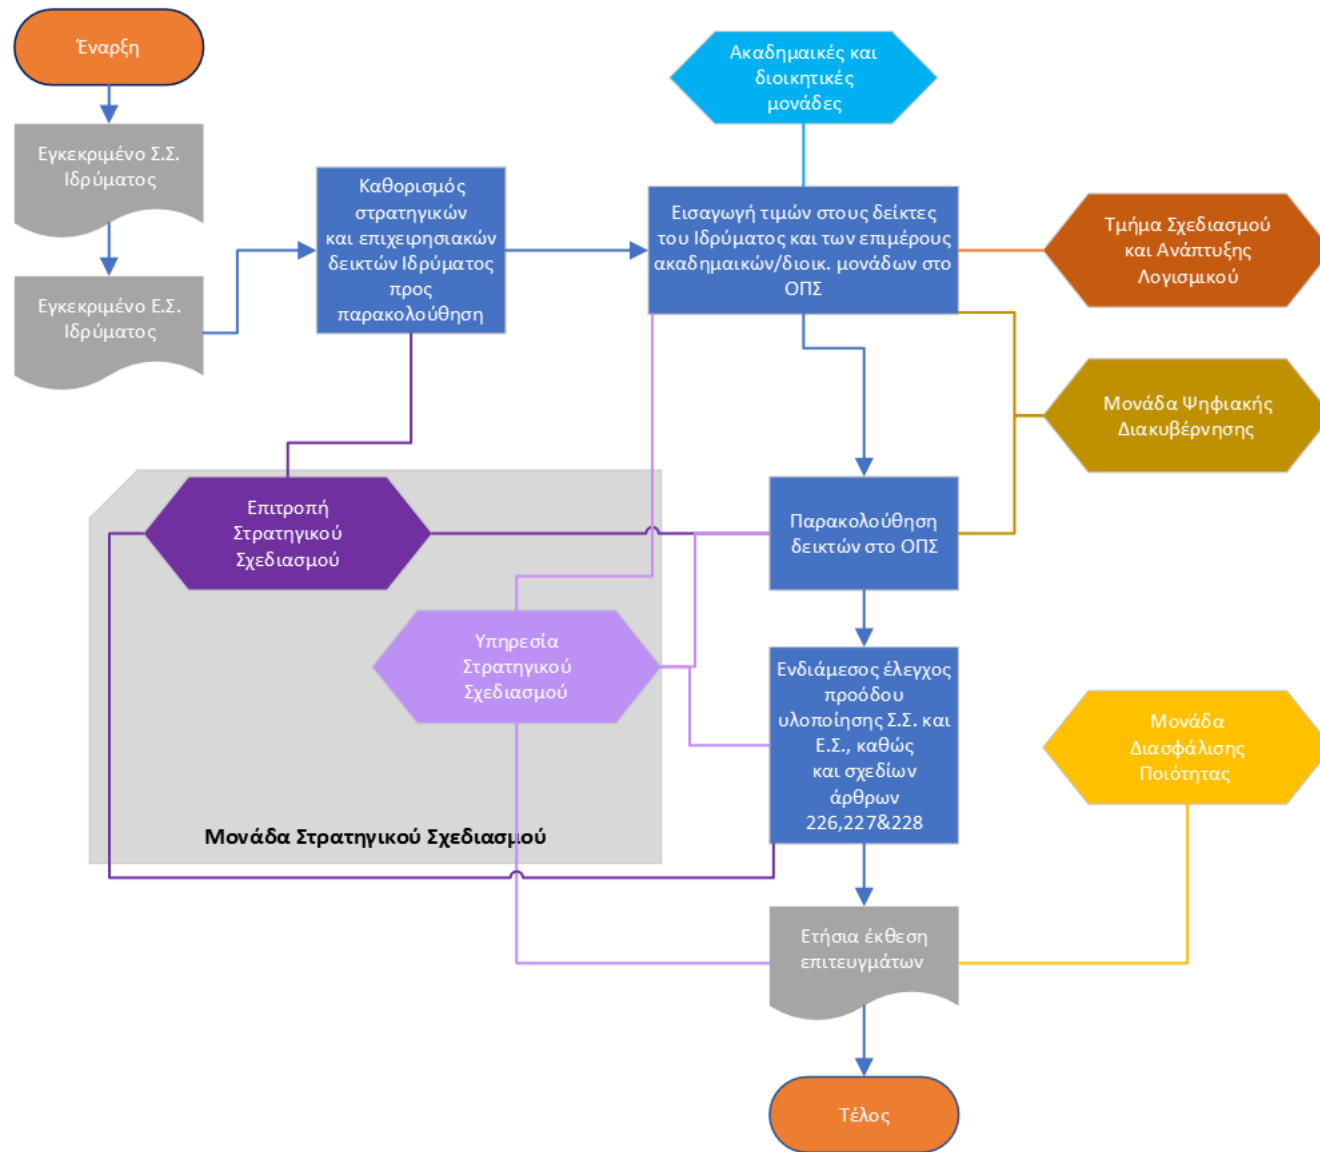 Έναρξη
Εγκεκριμένο Σ.Σ.
Ιδρύματος
Εγκεκριμένο Ε.Σ.
Ιδρύματος
Καθορισμός
στρατηγικών
και επιχειρησιακών
δεικτών Ιδρύματος
προς
παρακολούθηση
Ακαδημαικές και
διοικητικές
μονάδες
Εισαγωγή τιμών στους δείκτες
του Ιδρύματος και των επιμέρους
ακαδημαικών/διοικ. μονάδων στο
ΟΠΣ
Τμήμα Σχεδιασμού
και Ανάπτυξης
Λογισμικού
Μονάδα Ψηφιακής
Διακυβέρνησης
Επιτροπή
Στρατηγικού
Σχεδιασμού
Παρακολούθηση
δεικτών στο ΟΠΣ
Υπηρεσία
Στρατηγικού
Σχεδιασμού
Μονάδα Στρατηγικού Σχεδιασμού
Ενδιάμεσος έλεγχος
προόδου
υλοποίησης Σ.Σ. και
Ε.Σ., καθώς
και σχεδίων
άρθρων
226,227&228
Μονάδα
Διασφάλισης
Ποιότητας
Ετήσια έκθεση
επιτευγμάτων
Τέλος